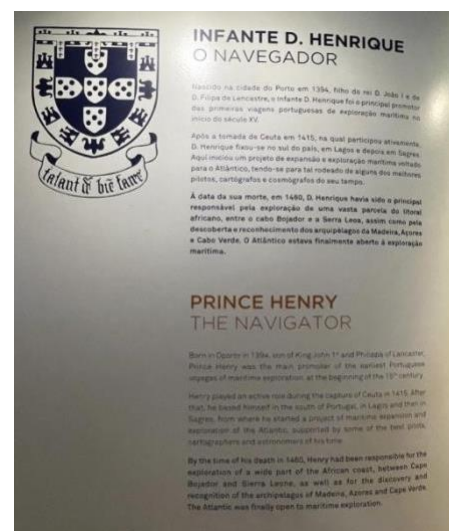 talant de bie faire
INFANTE D. HENRIQUE
O NAVEGADOR
Nascido na cidade do Porto em 1394, filho do rei D. João I e de
D. Filipa de Lencastre, o Infante D. Henrique foi o principal promotor
das primeiras viagens portuguesas de exploração marítima no
início do século XV.
Após a tomada de Ceuta em 1415, na qual participou ativamente,
D. Henrique fixou-se no sul do país, em Lagos e depois em Sagres.
Aqui iniciou um projeto de expansão e exploração marítima voltado
para o Atlântico, tendo-se para tal rodeado de alguns dos melhores
pilotos, cartógrafos e cosmógrafos do seu tempo.
À data da sua morte, em 1460, D. Henrique havia sido o principal
responsável pela exploração de uma vasta parcela do litoral
africano, entre o cabo Bojador e a Serra Leoa, assim como pela
descoberta e reconhecimento dos arquipélagos da Madeira, Açores
e Cabo Verde. O Atlântico estava finalmente aberto à exploração
marítima.
PRINCE HENRY
THE NAVIGATOR
Born in Oporto in 1394, son of King John 1st and Philippa of Lancaster,
Prince Henry was the main promoter of the earliest Portuguese
voyages of maritime exploration, at the beginning of the 15th century.
Henry played an active role during the capture of Ceuta in 1415. After
that, he based himself in the south of Portugal, in Lagos and then in
Sagres, from where he started a project of maritime expansion and
exploration of the Atlantic, supported by some of the best pilots,
cartographers and astronomers of his time.
By the time of his death in 1460, Henry had been responsible for the
exploration of a wide part of the African coast, between Cape
Bojador and Sierra Leone, as well as for the discovery and
recognition of the archipelagos of Madeira, Azores and Cape Verde.
The Atlantic was finally open to maritime exploration.